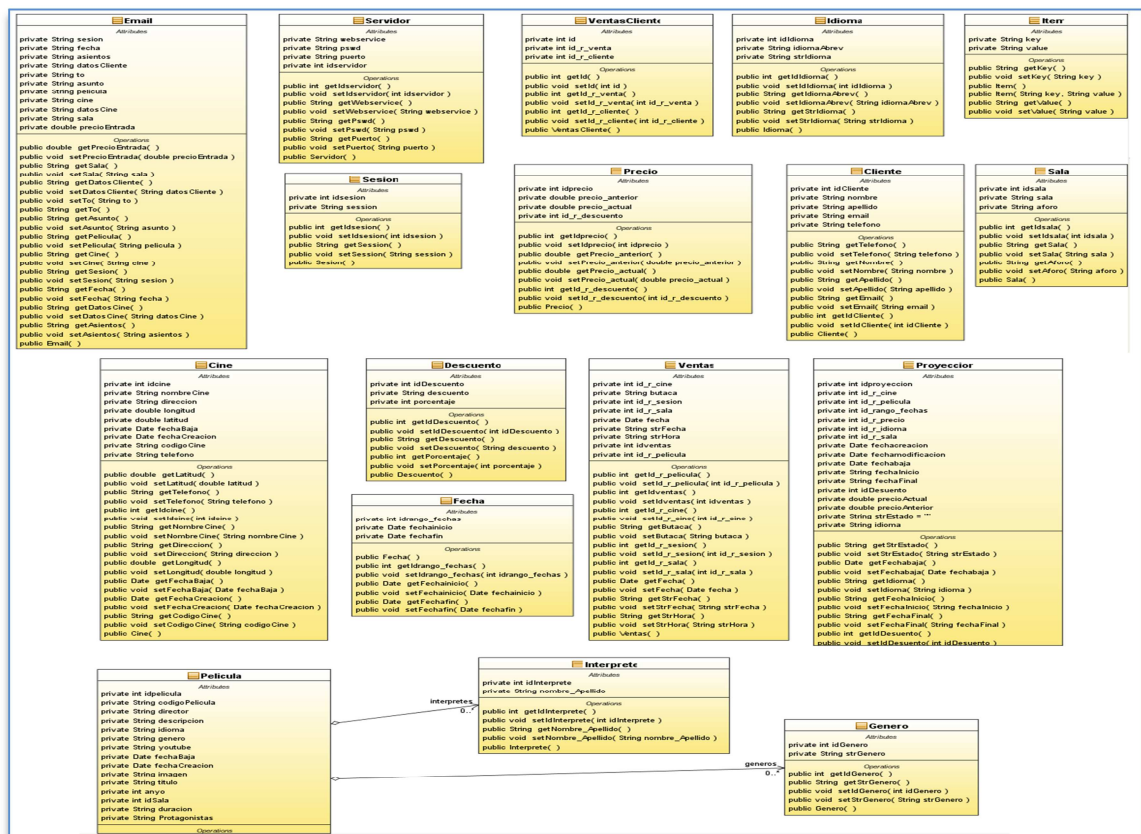 Email
Attributes
private String sesion
private String fecha
private String asientos
private String datosCliente
private String to
private String asunto
private String pelicula
private String cine
private String datosCine
private String sala
private double precioEntrada
Operations
public double getPrecioEntrada( )
public void setPrecioEntrada( double precioEntrada )
public String getSala( )
public void setSala( String sala )
public String getDatosCliente( )
public void setDatosCliente( String datosCliente )
public void setTo( String to )
public String getTo( )
public String getAsunto( )
public void setAsunto( String asunto )
public String getPelicula( )
public void setPelicula( String pelicula )
public String getCine( )
public void setCine( String cine )
public void setSesion( String sesion )
public String getSesion( )
public String getFecha( )
public void setFecha( String fecha )
public String getDatosCine( )
public void setDatosCine( String datosCine )
public String getAsientos( )
public void setAsientos( String asientos )
public Email( )
Servidor
Attributes
private String webservice
private String pswd
private String puerto
private int idservidor
Operations
public int getIdservidor( )
public void setIdservidor( int idservidor )
public String getWebservice( )
public void setWebservice( String webservice )
public String getPswd( )
public void setPswd( String pswd )
public String getPuerto( )
public void setPuerto( String puerto )
public Servidor( )
VentasCliente
Attributes
private int id
private int id_r_venta
private int id_r_cliente
Operations
public int getId( )
public void setId( int id )
public int getId_r_venta( )
public void setId_r_venta( int id_r_venta )
public int getId_r_cliente( )
public void setId_r_cliente( int id_r_cliente )
public VentasCliente( )
Idioma
Attributes
private int idIdioma
private String idiomaAbrev
private String strIdioma
Operations
public int getIdIdioma( )
public void setIdIdioma( int idIdioma )
public String getIdiomaAbrev( )
public void setIdiomaAbrev( String idiomaAbrev )
public String getStrIdioma( )
public void setStrIdioma( String strIdioma )
public Idioma( )
Attributes
private String key
private String value
Operations
public String getKey( )
public void setKey( String key )
public Item( )
public Item( String key, String value )
public String getValue( )
public void setValue( String value )
Sesion
Attributes
private int idsesion
private String session
Operations
public int getIdsesion( )
public void setIdsesion( int idsesion )
public String getSession( )
public void setSession( String session )
public Sesion( )
Precio
Attributes
private int idprecio
private double precio_anterior
private double precio_actual
private int id_r_descuento
Operations
public int getIdprecio( )
public void setIdprecio( int idprecio )
public double getPrecio_anterior( )
public void setPrecio_anterior( double precio_anterior )
public double getPrecio_actual( )
public void setPrecio_actual( double precio_actual )
public int getId_r_descuento( )
public void setId_r_descuento( int id_r_descuento )
public Precio( )
Cliente
Attributes
private int idCliente
private String nombre
private String apellido
private String email
private String telefono
Operations
public String getTelefono( )
public void setTelefono( String telefono )
public String getNombre( )
public void setNombre( String nombre )
public String getApellido( )
public void setApellido( String apellido )
public String getEmail( )
public void setEmail( String email )
public int getIdCliente( )
public void setIdCliente( int idCliente )
public Cliente( )
Sala
Attributes
private int idsala
private String sala
private String aforo
Operations
public int getIdsala( )
public void setIdsala( int idsala )
public String getSala( )
public void setSala( String sala )
public String getAforo( )
public void setAforo( String aforo )
public Sala( )
Cine
Attributes
private int idcine
private String nombreCine
private String direccion
private double longitud
private double latitud
private Date fechaBaja
private Date fechaCreacion
private String codigoCine
private String telefono
Operations
public double getLatitud( )
public void setLatitud( double latitud )
public String getTelefono( )
public void setTelefono( String telefono )
public int getIdcine( )
public void setIdcine( int idcine )
public String getNombreCine( )
public void setNombreCine( String nombreCine )
public String getDireccion( )
public void setDireccion( String direccion )
public double getLongitud( )
public void setLongitud( double longitud )
public Date getFechaBaja( )
public void setFechaBaja( Date fechaBaja )
public Date getFechaCreacion( )
public void setFechaCreacion( Date fechaCreacion )
public String getCodigoCine( )
public void setCodigoCine( String codigoCine )
public Cine( )
Descuento
Attributes
private int idDescuento
private String descuento
private int porcentaje
Operations
public int getIdDescuento( )
public void setIdDescuento( int idDescuento )
public String getDescuento( )
public void setDescuento( String descuento )
public int getPorcentaje( )
public void setPorcentaje( int porcentaje )
public Descuento( )
Fecha
Attributes
private int idrango_fechas
private Date fechainicio
private Date fechafin
Operations
public Fecha( )
public int getIdrango_fechas( )
public void setIdrango_fechas( int idrango_fechas )
public Date getFechainicio( )
public void setFechainicio( Date fechainicio )
public Date getFechafin( )
public void setFechafin( Date fechafin )
Ventas
Attributes
private int id_r_cine
private String butaca
private int id_r_sesion
private int id_r_sala
private Date fecha
private String strFecha
private String strHora
private int idventas
private int id_r_pelicula
Operations
public int getId_r_pelicula( )
public void setId_r_pelicula( int id_r_pelicula )
public int getIdventas( )
public void setIdventas( int idventas )
public int getId_r_cine( )
public void setId_r_cine( int id_r_cine )
public String getButaca( )
public void setButaca( String butaca )
public int getId_r_sesion( )
public void setId_r_sesion( int id_r_sesion )
public int getId_r_sala( )
public void setId_r_sala( int id_r_sala )
public Date getFecha( )
public void setFecha( Date fecha )
public String getStrFecha( )
public void setStrFecha( String strFecha )
public String getStrHora( )
public void setStrHora( String strHora )
public Ventas( )
Attributes
private int idproyeccion
private int id_r_cine
private int id_r_pelicula
private int id_rango_fechas
private int id_r_precio
private int id_r_idioma
private int id_r_sala
private Date fechacreacion
private Date fechamodificacion
private Date fechabaja
private String fechaInicio
private String fechaFinal
private int idDesuento
private double precioActual
private double precioAnterior
private String strEstado = ""
private String idioma
Operations
public String getStrEstado( )
public void setStrEstado( String strEstado )
public Date getFechabaja( )
public void setFechabaja( Date fechabaja )
public String getIdioma( )
public void setIdioma( String idioma )
public String getFechaInicio( )
public void setFechaInicio( String fechaInicio )
public String getFechaFinal( )
public void setFechaFinal( String fechaFinal )
public int getIdDesuento( )
public void setIdDesuento( int idDesuento )
Pelicula
Attributes
private int idpelicula
private String codigoPelicula
private String director
private String descripcion
private String idioma
private String genero
private String youtube
private Date fechaBaja
private Date fechaCreacion
private String imagen
private String titulo
private int anyo
private int idSala
private String duracion
private String Protagonistas
Operations
interpretes
0..*
Interprete
Attributes
private int idInterprete
private String nombre_Apellido
Operations
public int getIdInterprete( )
public void setIdInterprete( int idInterprete )
public String getNombre_Apellido( )
public void setNombre_Apellido( String nombre_Apellido )
public Interprete( )
generos
0..*
Genero
Attributes
private int idGenero
private String strGenero
Operations
public int getIdGenero( )
public String getStrGenero( )
public void setIdGenero( int idGenero )
public void setStrGenero( String strGenero )
public Genero( )